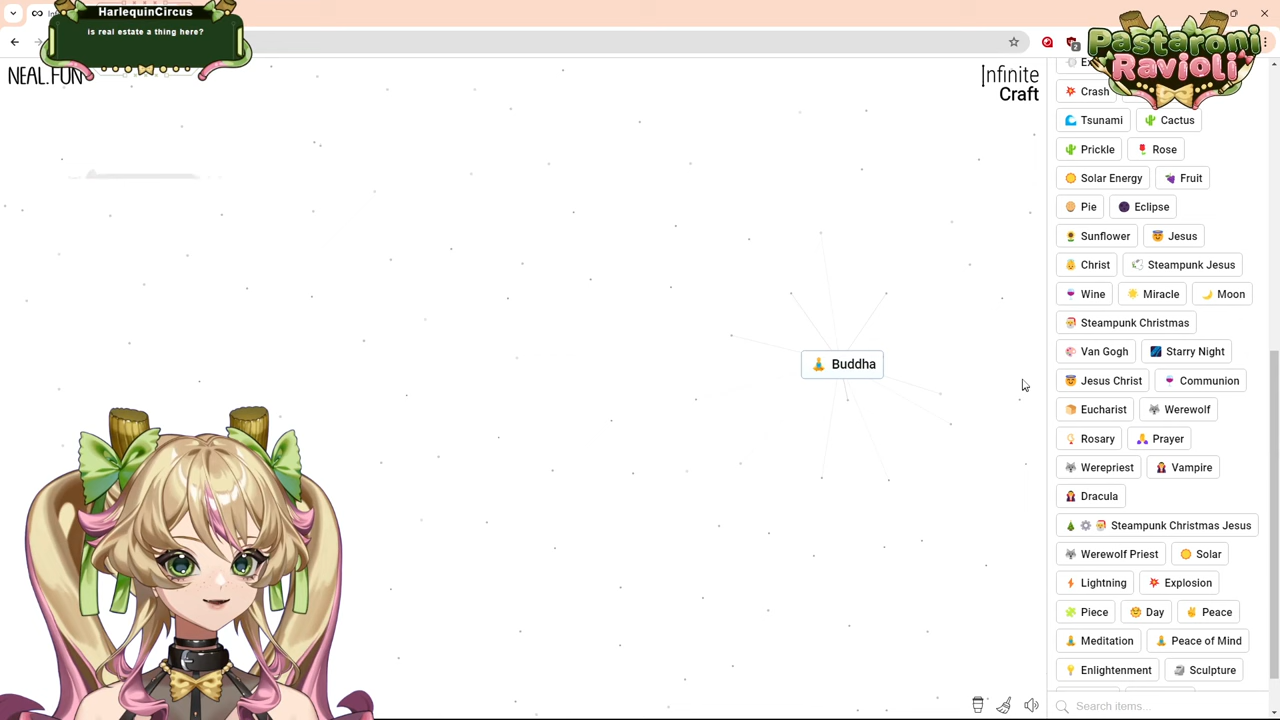 HarlequinCircus
is real estate a thing here?
Pastaroni
Ravioli
NEAL.FUN
Infinite
Craft
Buddha
Crash
Tsunami
Cactus
Prickle
Rose
Solar Energy
Fruit
Pie
Eclipse
Sunflower
Jesus
Christ
Steampunk Jesus
Wine
Miracle
Moon
Steampunk Christmas
Van Gogh
Starry Night
Jesus Christ
Communion
Eucharist
Werewolf
Rosary
Prayer
Werepriest
Vampire
Dracula
Steampunk Christmas Jesus
Werewolf Priest
Solar
Lightning
Explosion
Piece
Day
Peace
Meditation
Peace of Mind
Enlightenment
Sculpture
Search items...
2